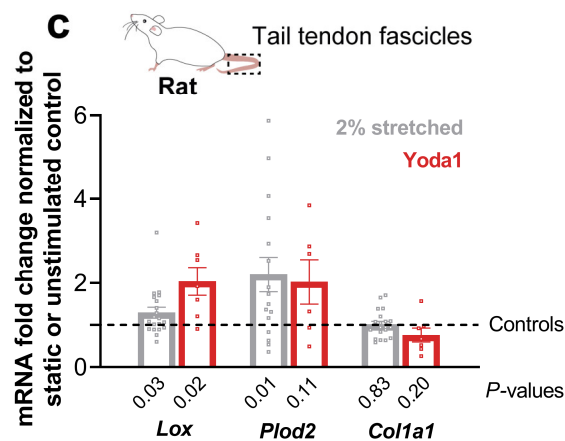 C
Tail tendon fascicles
Rat
mRNA fold change normalized to
static or unstimulated control
6
4
2
0
2% stretched
Yoda1
Controls
0.03 0.02 0.01 0.11 0.83 0.20 P-values
Lox Plod2 Col1a1